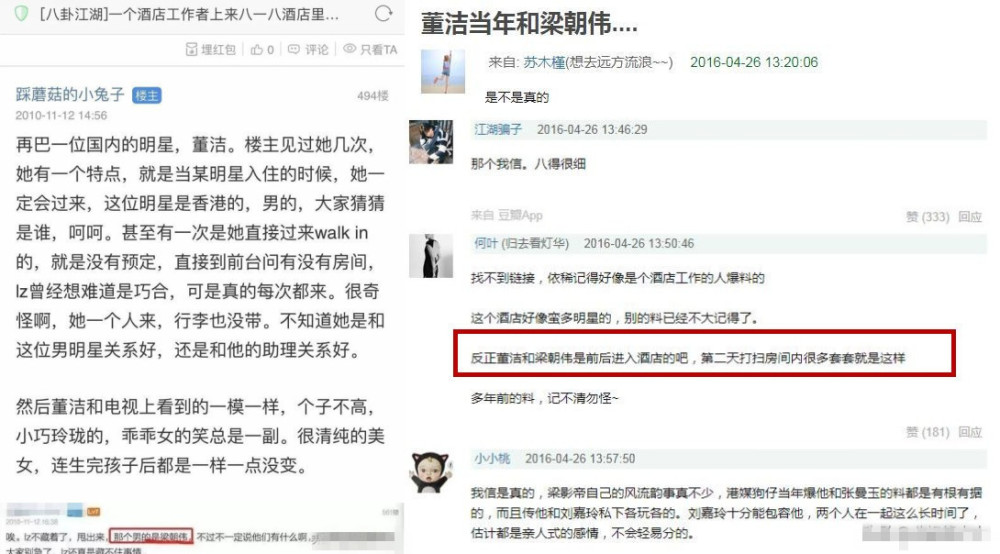 [八卦江湖]一个酒店工作者上来八一八酒店里...
埋红包 0 评论 只看TA
踩蘑菇的小兔子 楼主 494楼
2010-11-12 14:56
再巴一位国内的明星，董洁。楼主见过她几次，
她有一个特点，就是当某明星入住的时候，她一
定会过来，这位明星是香港的，男的，大家猜猜
是谁，呵呵。甚至有一次是她直接过来walk in
的，就是没有预定，直接到前台问有没有房间，
lz曾经想难道是巧合，可是真的每次都来。很奇
怪啊，她一个人来，行李也没带。不知道她是和
这位男明星关系好，还是和他的助理关系好。
然后董洁和电视上看到的一模一样，个子不高，
小巧玲珑的，乖乖女的笑总是一副。很清纯的美
女，连生完孩子后都是一样一点没变。
唉。lz不藏着了，甩出来，那个男的是梁朝伟，不过不一定说他们有什么啊，
大家别急了，lz还真是藏不住事情
董洁当年和梁朝伟....
来自: 苏木槿(想去远方流浪~~) 2016-04-26 13:20:06
是不是真的
江湖骗子 2016-04-26 13:46:29
那个我信。八得很细
来自 豆瓣App
赞 (333) 回应
何叶 (归去看灯华) 2016-04-26 13:50:46
找不到链接，依稀记得好像是个酒店工作的人爆料的
这个酒店好像蛮多明星的，别的料已经不大记得了。
反正董洁和梁朝伟是前后进入酒店的吧，第二天打扫房间内很多套套就是这样
多年前的料，记不清勿怪~
赞 (181) 回应
小小桃 2016-04-26 13:57:50
我信是真的，梁影帝自己的风流韵事真不少，港媒狗仔当年爆他和张曼玉的料都是有根有据
的，而且传他和刘嘉玲私下各玩各的。刘嘉玲十分能包容他，两个人在一起这么长时间了，
估计都是亲人式的感情，不会轻易分的。